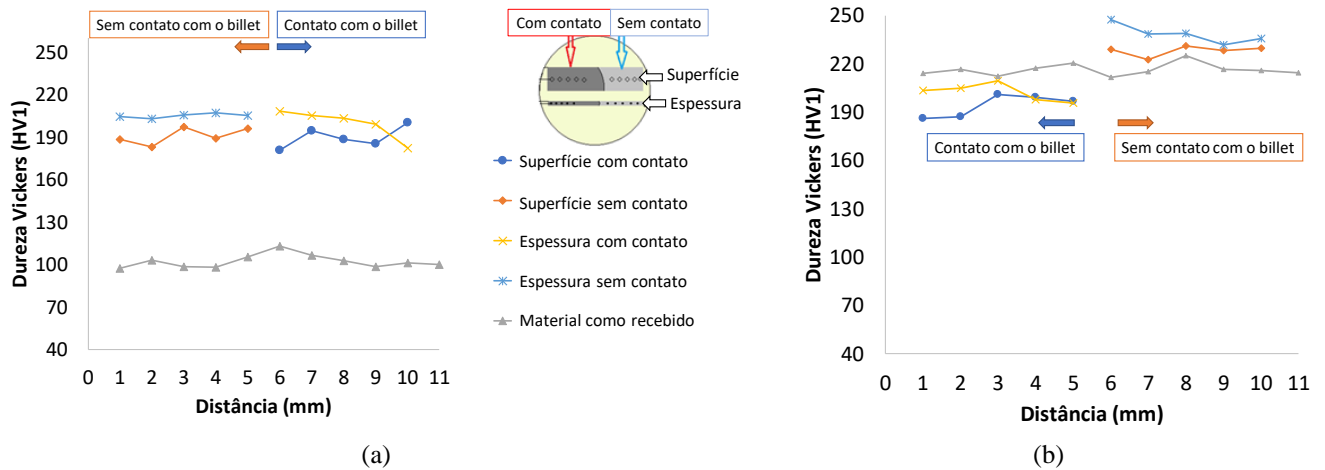 Sem contato com o billet
Contato com o billet
Dureza Vickers (HV1)
250
220
190
160
130
100
70
40
0 1 2 3 4 5 6 7 8 9 10 11
Distância (mm)
(a)
Com contato
Sem contato
Superfície
Espessura
Superfície com contato
Superfície sem contato
Espessura com contato
Espessura sem contato
Material como recebido
Dureza Vickers (HV1)
250
220
190
160
130
100
70
40
Contato com o billet
Sem contato com o billet
0 1 2 3 4 5 6 7 8 9 10 11
Distância (mm)
(b)